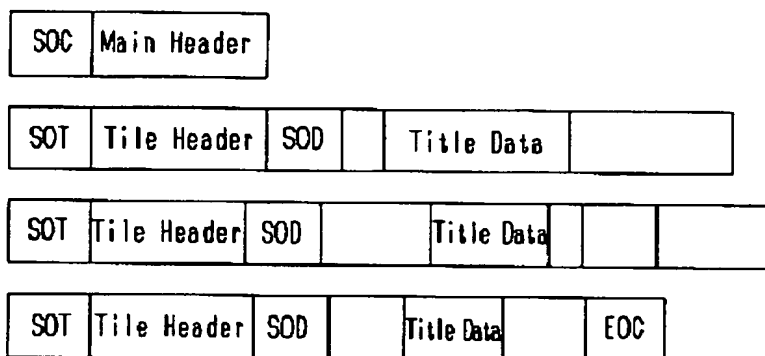 SOC Main Header
SOT Tile Header SOD Title Data
SOT Tile Header SOD Title Data
SOT Tile Header SOD Title Data EOC